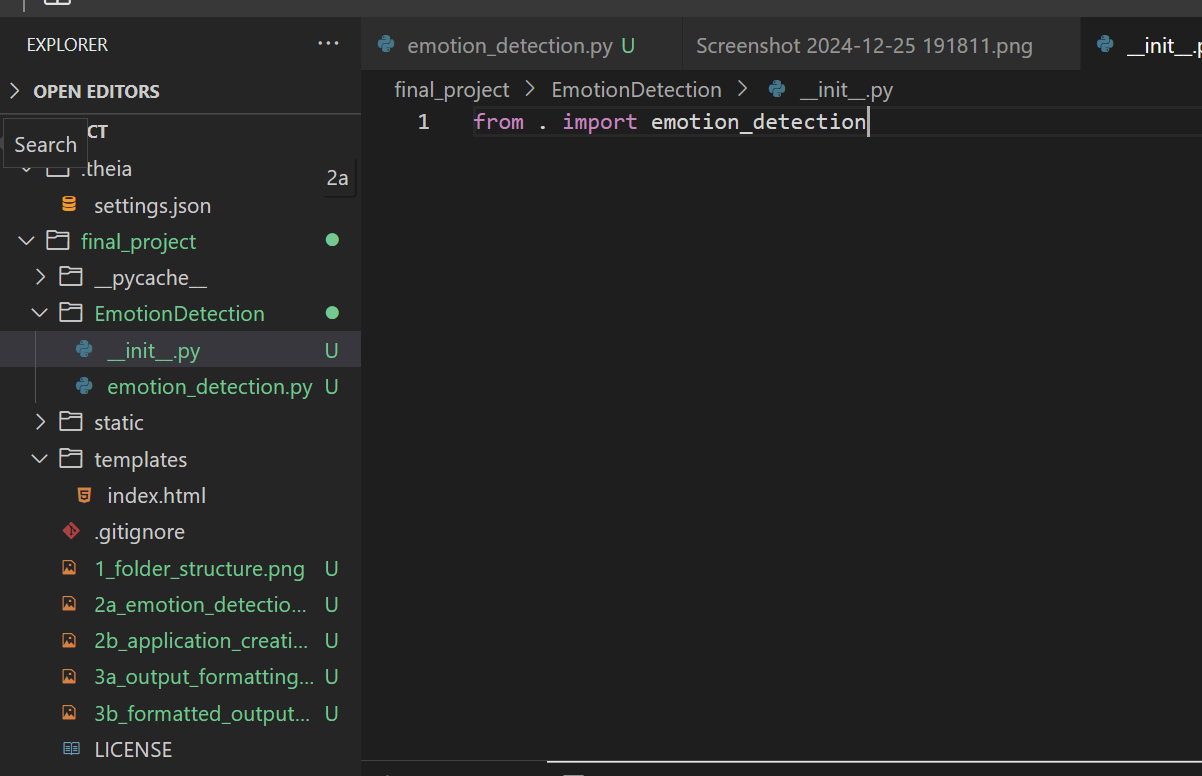 EXPLORER
emotion_detection.py U
Screenshot 2024-12-25 191811.png
__init__.p
OPEN EDITORS
final_project > EmotionDetection > __init__.py
1 from . import emotion_detection
CT
Search
.theia
2a
settings.json
final_project
__pycache__
EmotionDetection
__init__.py U
emotion_detection.py U
static
templates
index.html
.gitignore
1_folder_structure.png U
2a_emotion_detectio... U
2b_application_creati... U
3a_output_formatting... U
3b_formatted_output... U
LICENSE